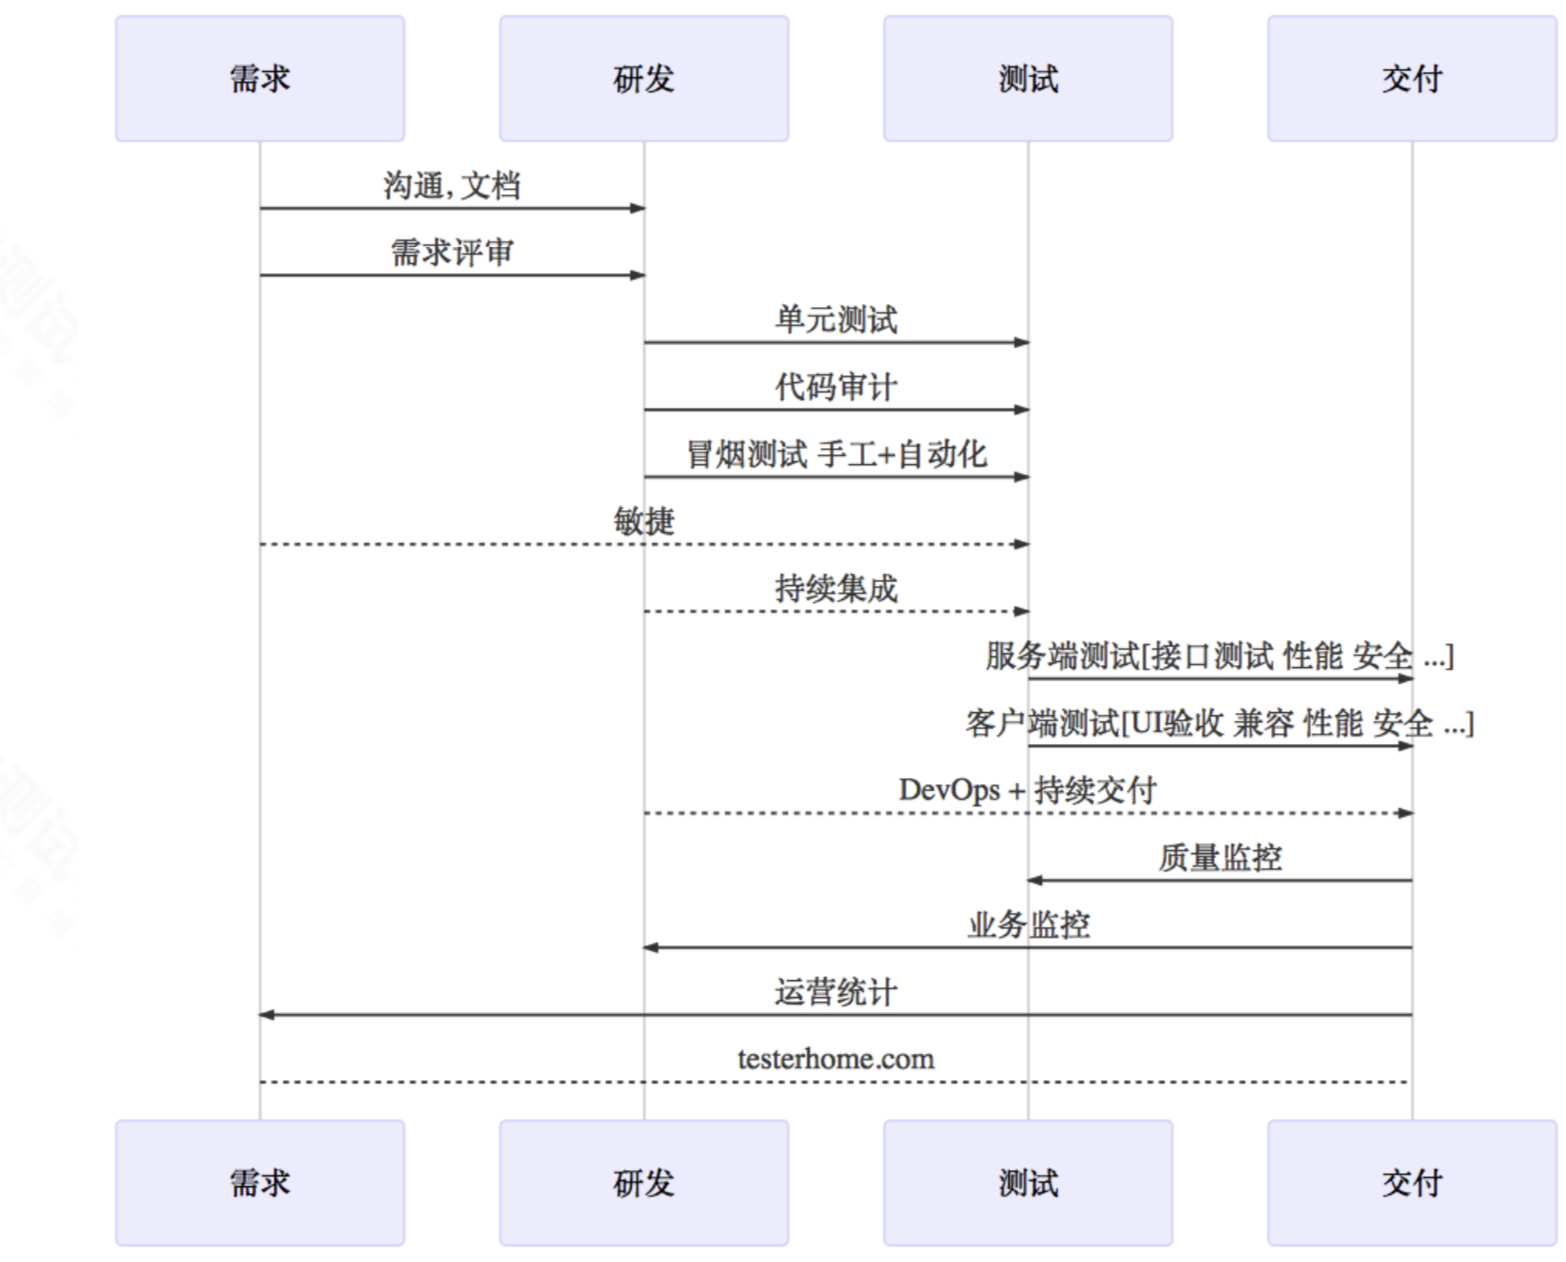 需求 研发 测试 交付
沟通, 文档
需求评审
单元测试
代码审计
冒烟测试 手工+自动化
敏捷
持续集成
服务端测试[接口测试 性能 安全 ...]
客户端测试[UI验收 兼容 性能 安全 ...]
DevOps + 持续交付
质量监控
业务监控
运营统计
testerhome.com
需求 研发 测试 交付